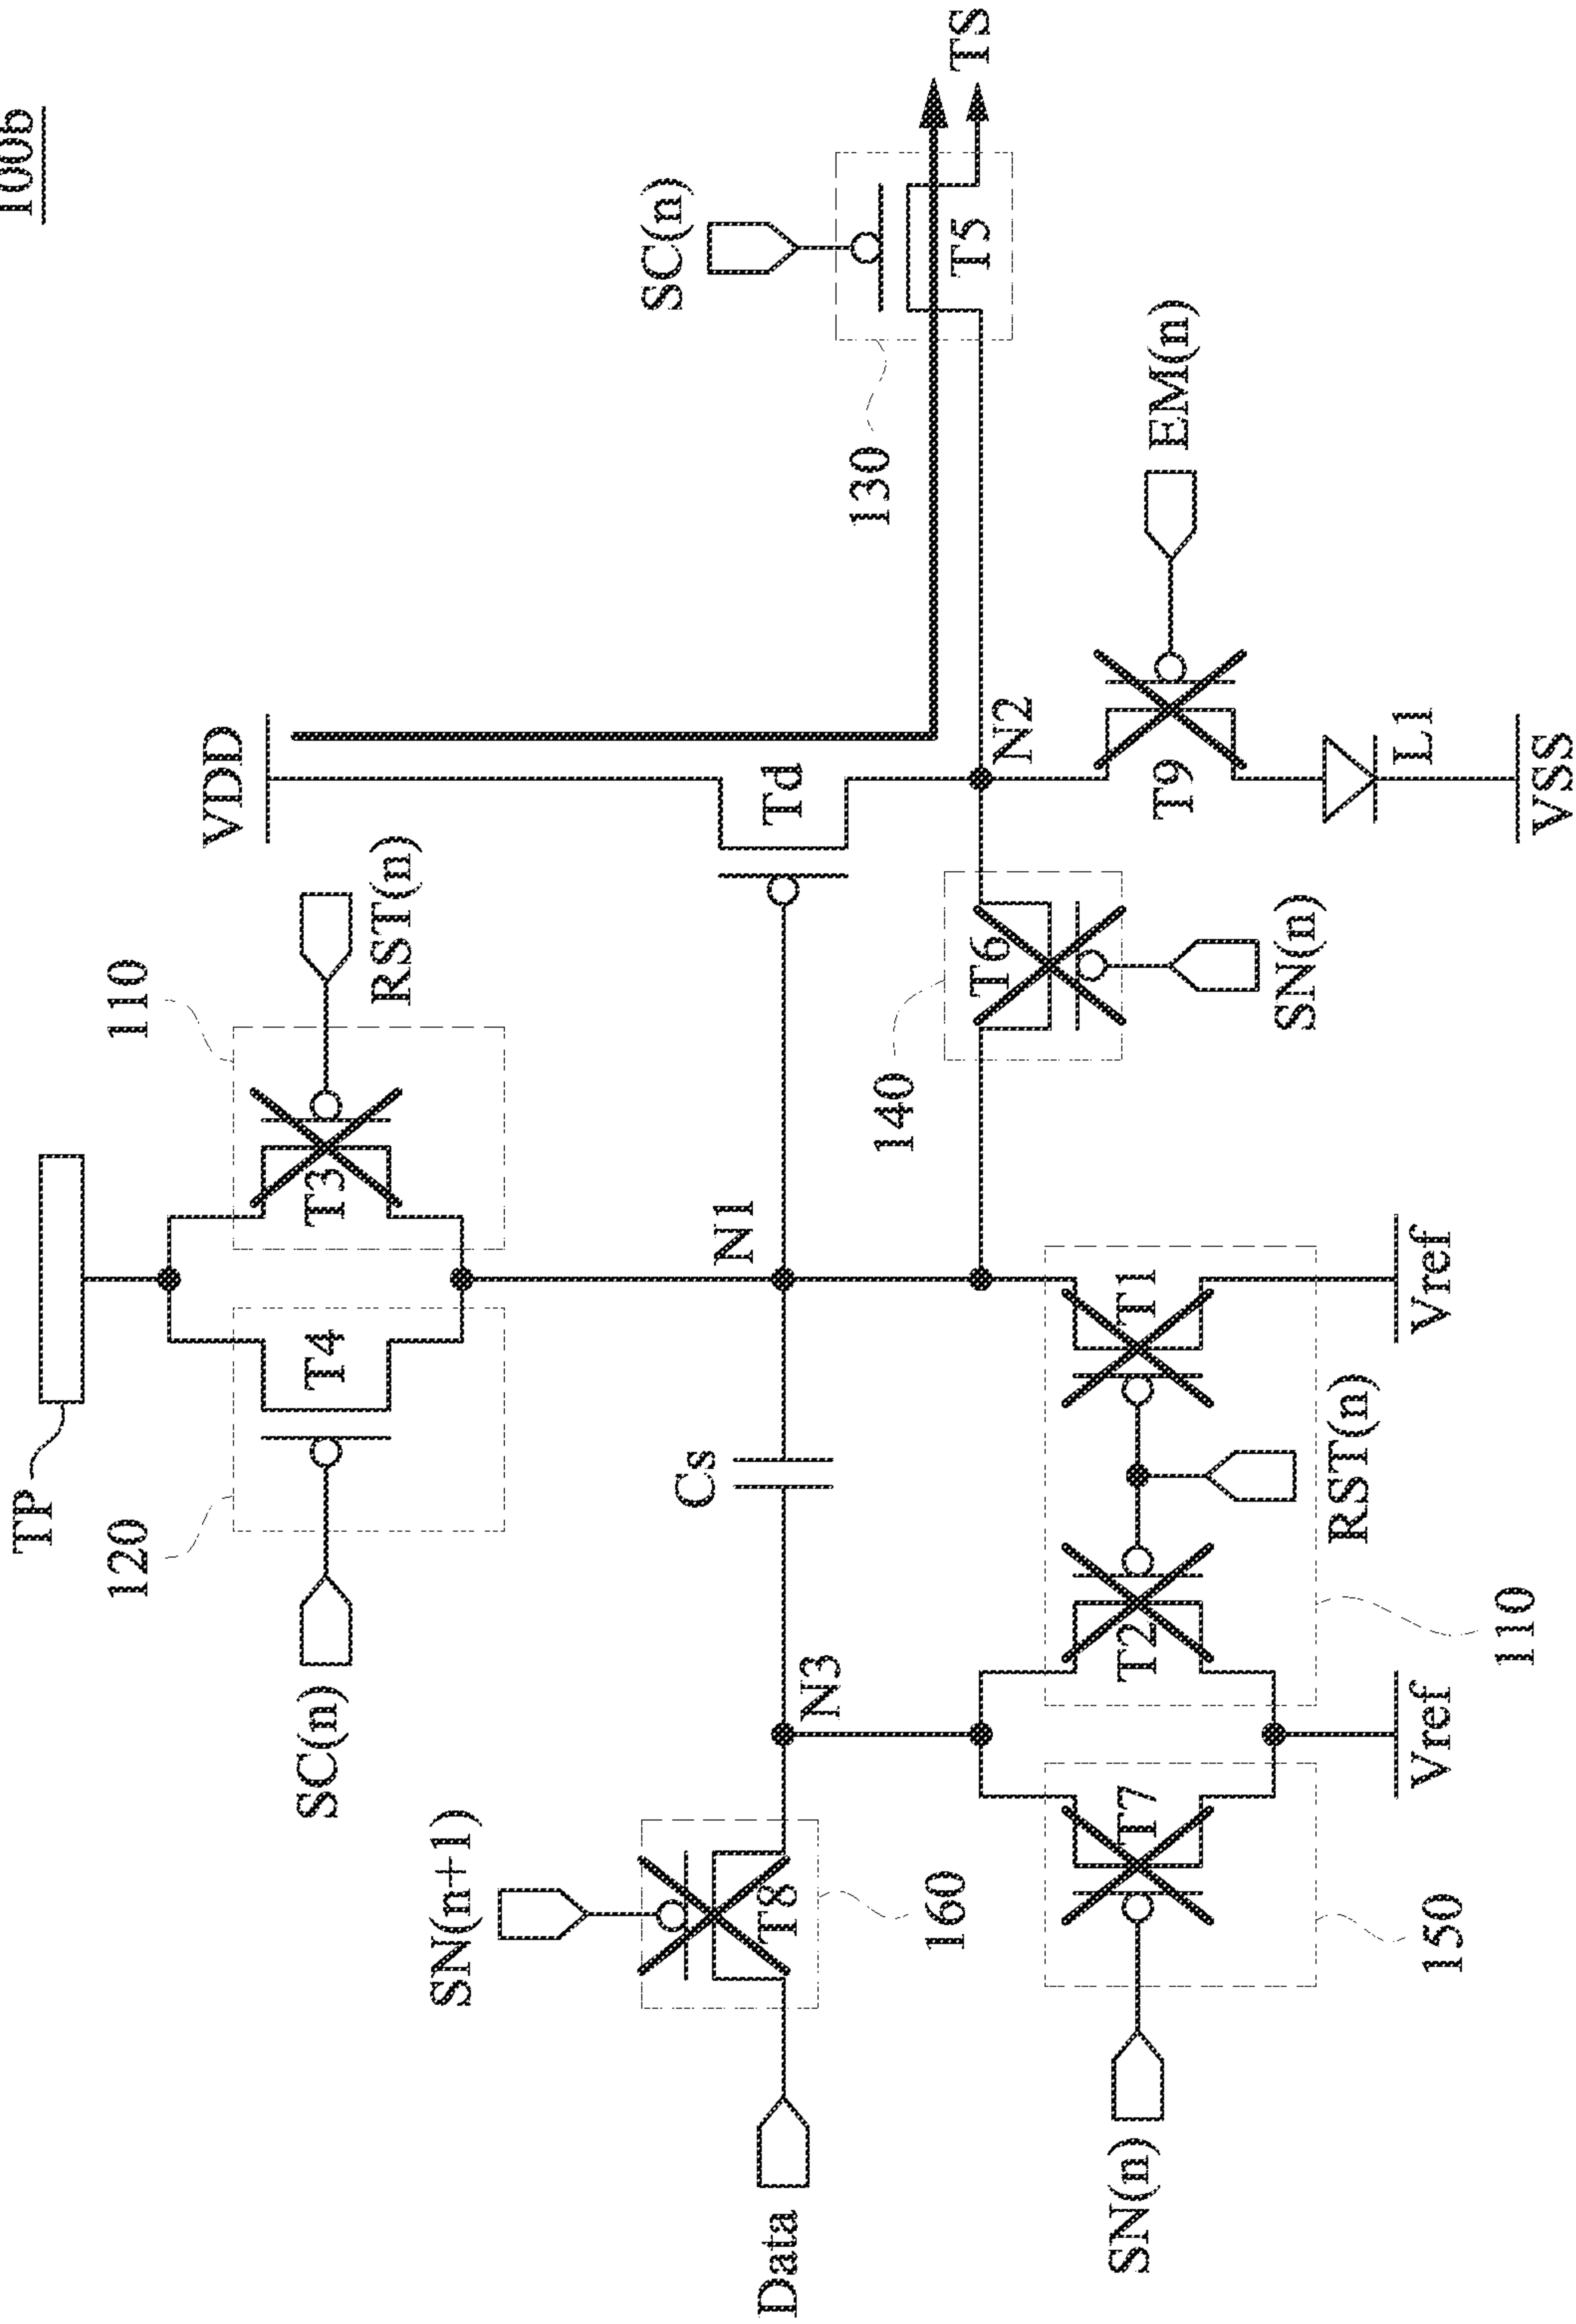 100b
TP
120
SC(n)
T4
T3
110
RST(n)
VDD
Td
SC(n)
T5
TS
130
N1
N2
Cs
N3
SN(n+1)
T8
160
Data
140
T6
SN(n)
T9
EM(n)
L1
VSS
T1
T2
RST(n)
110
Vref
T7
SN(n)
150
Vref